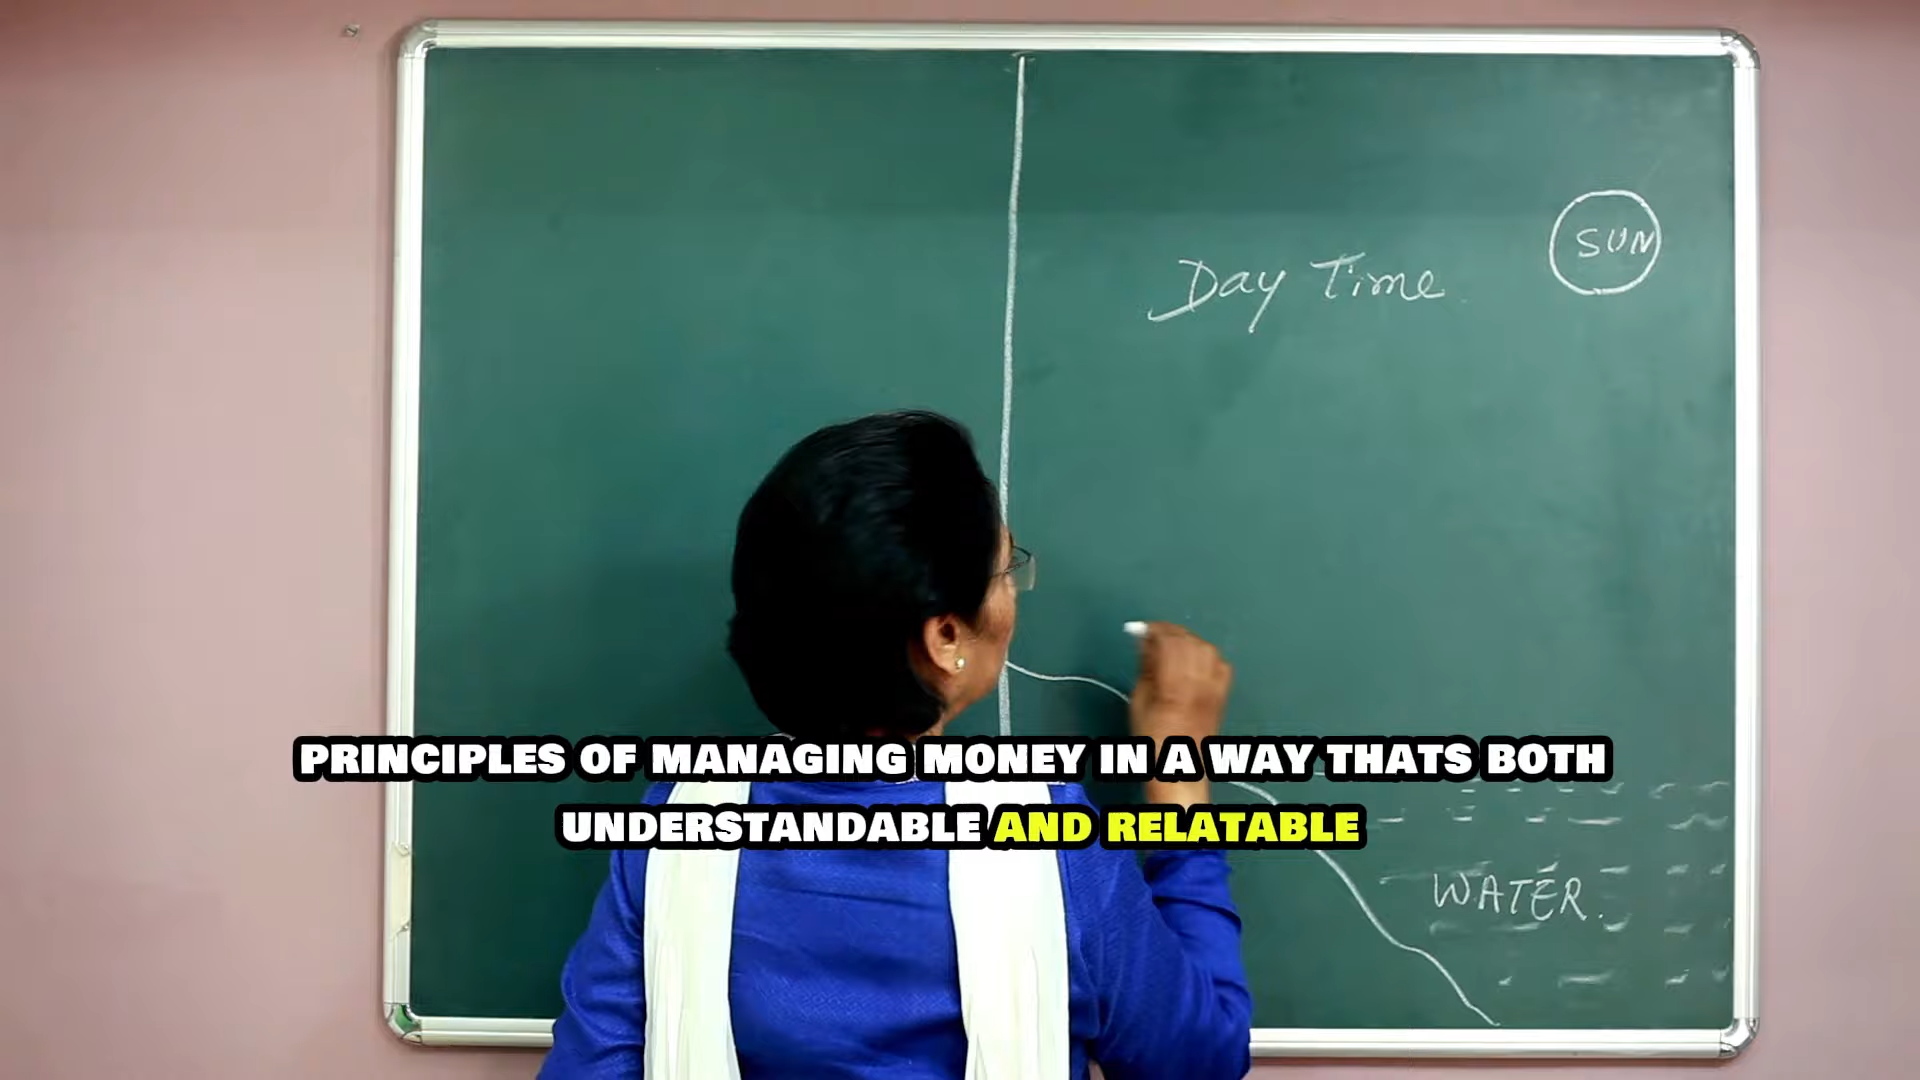 SUN
Day Time
PRINCIPLES OF MANAGING MONEY IN A WAY THATS BOTH
UNDERSTANDABLE AND RELATABLE
WATER.